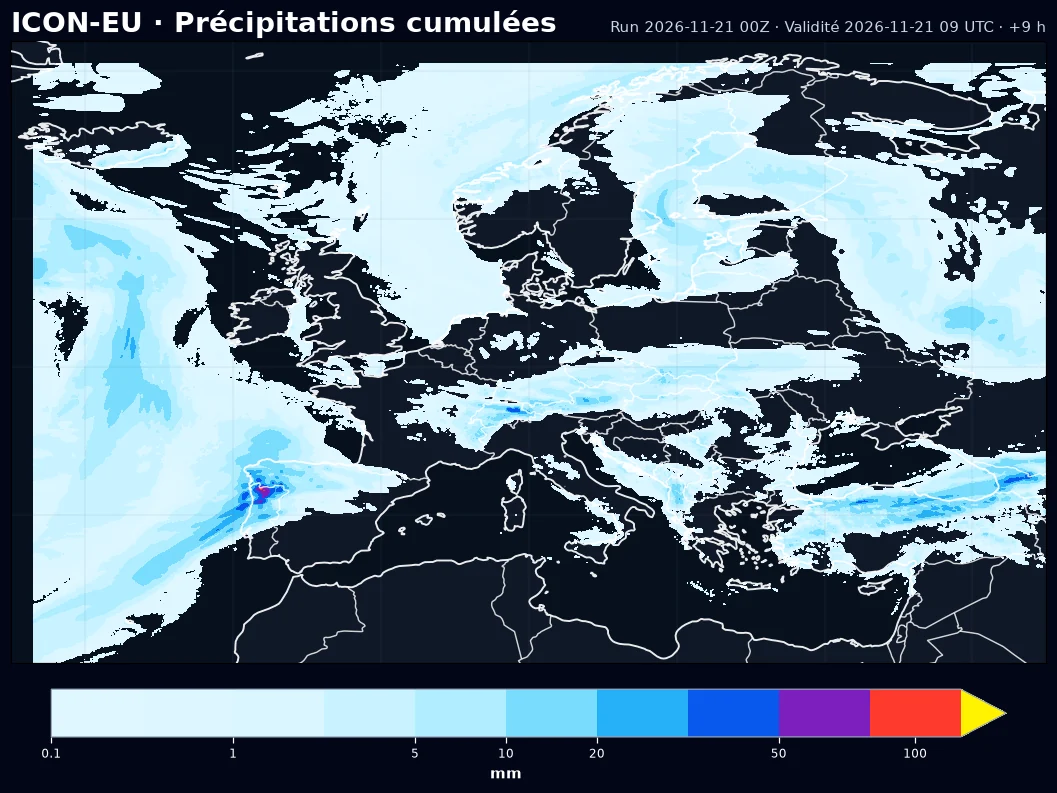 ICON-EU · Précipitations cumulées
Run 2026-11-21 00Z · Validité 2026-11-21 09 UTC · +9 h
0.1 1 5 10 20 50 100
mm